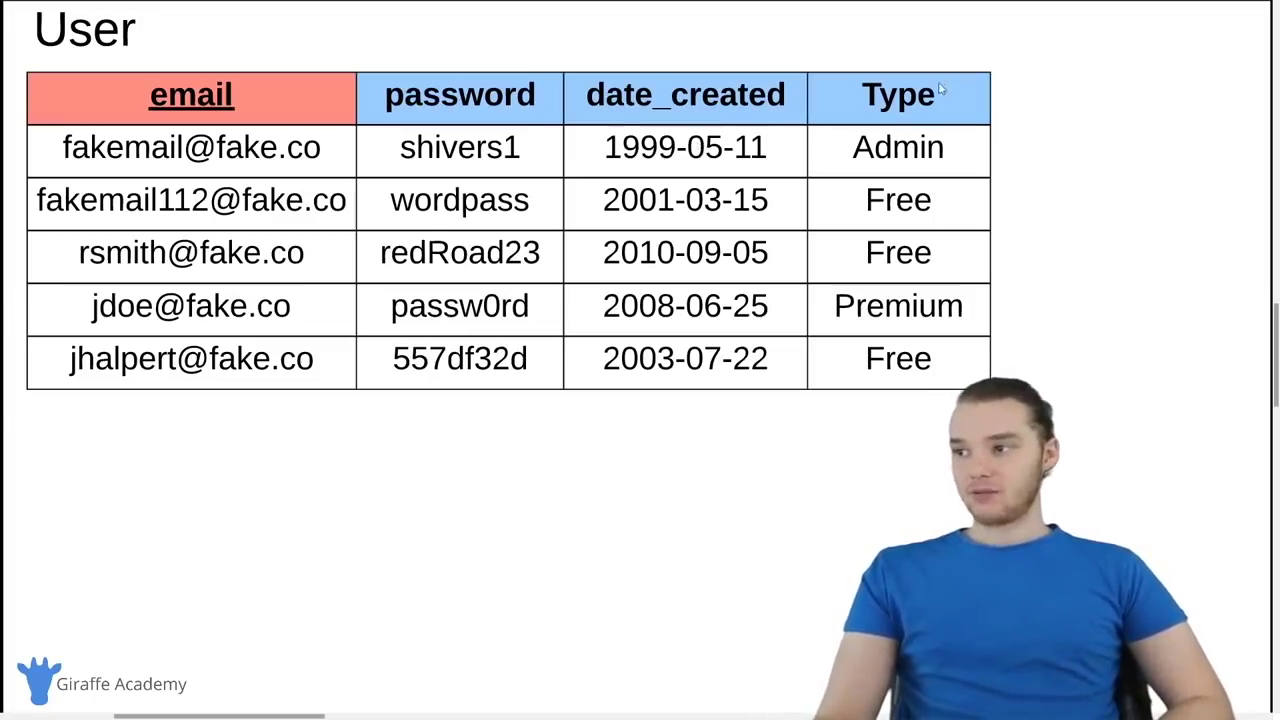 User
email password date_created Type
fakemail@fake.co shivers1 1999-05-11 Admin
fakemail112@fake.co wordpass 2001-03-15 Free
rsmith@fake.co redRoad23 2010-09-05 Free
jdoe@fake.co passw0rd 2008-06-25 Premium
jhalpert@fake.co 557df32d 2003-07-22 Free
Giraffe Academy